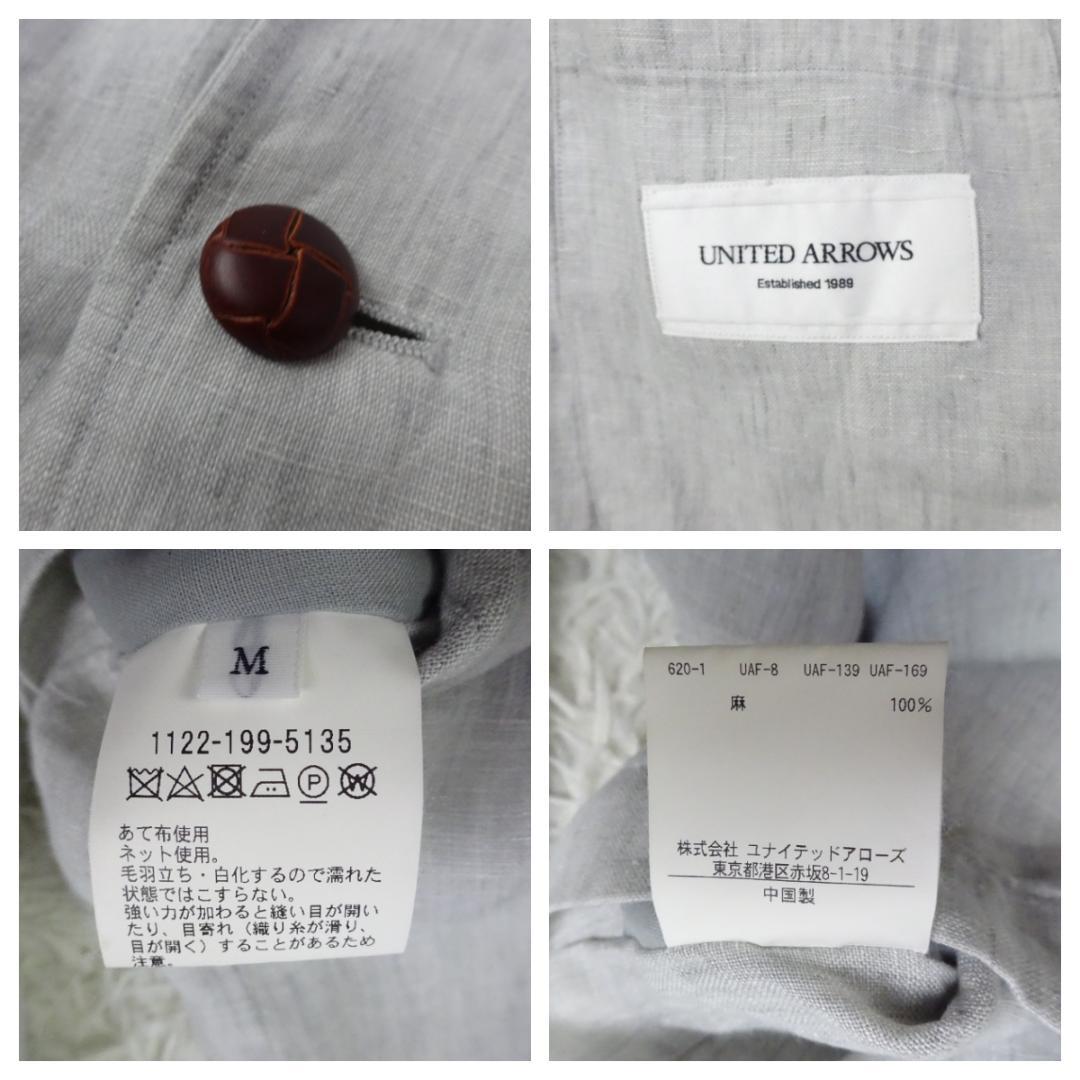 UNITED ARROWS
Established 1989
M
1122-199-5135
あて布使用
ネット使用。
毛羽立ち・白化するので濡れた
状態ではこすらない。
強い力が加わると縫い目が開い
たり、目寄れ（織り糸が滑り、
目が開く）することがあるため
注意。
620-1 UAF-8 UAF-139 UAF-169
麻 100%
株式会社 ユナイテッドアローズ
東京都港区赤坂8-1-19
中国製